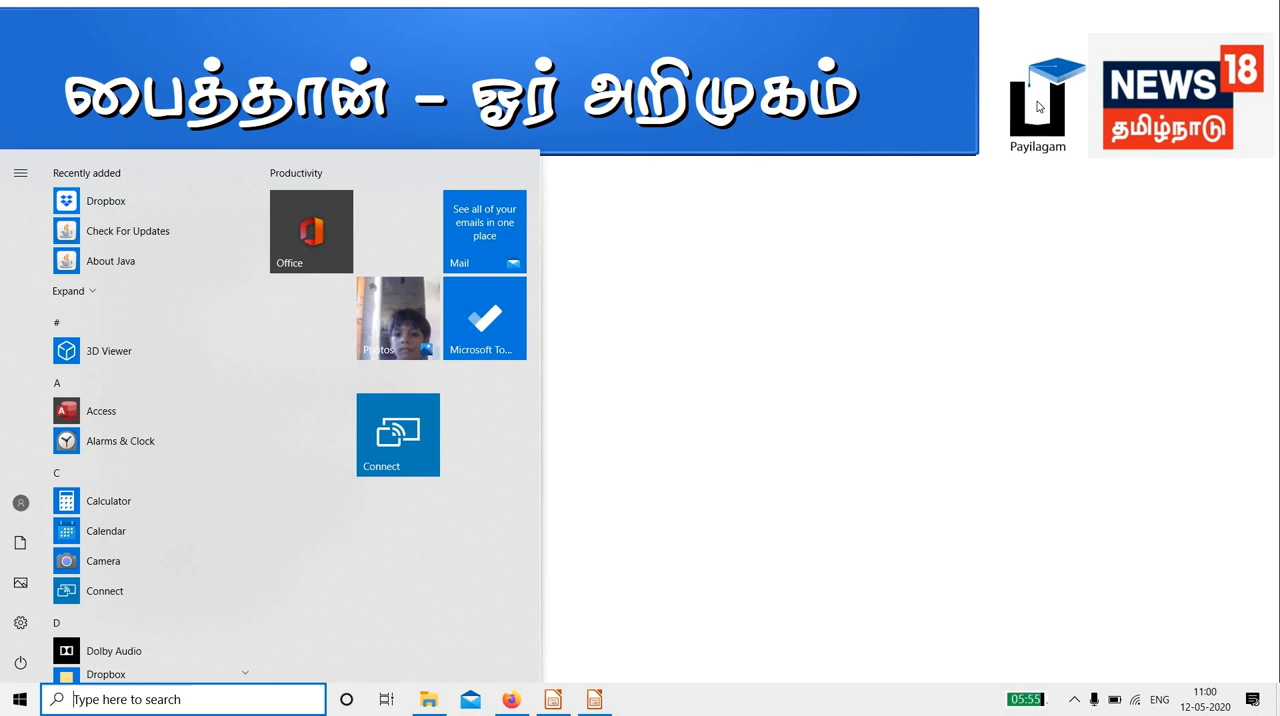 பைத்தான் – ஓர் அறிமுகம்
Payilagam
NEWS 18
தமிழ்நாடு
Recently added
Dropbox
Check For Updates
About Java
Expand
#
3D Viewer
A
Access
Alarms & Clock
C
Calculator
Calendar
Camera
Connect
D
Dolby Audio
Dropbox
Productivity
Office
See all of your
emails in one
place
Mail
Photos
Microsoft To...
Connect
Type here to search
05:55
ENG
11:00
12-05-2020